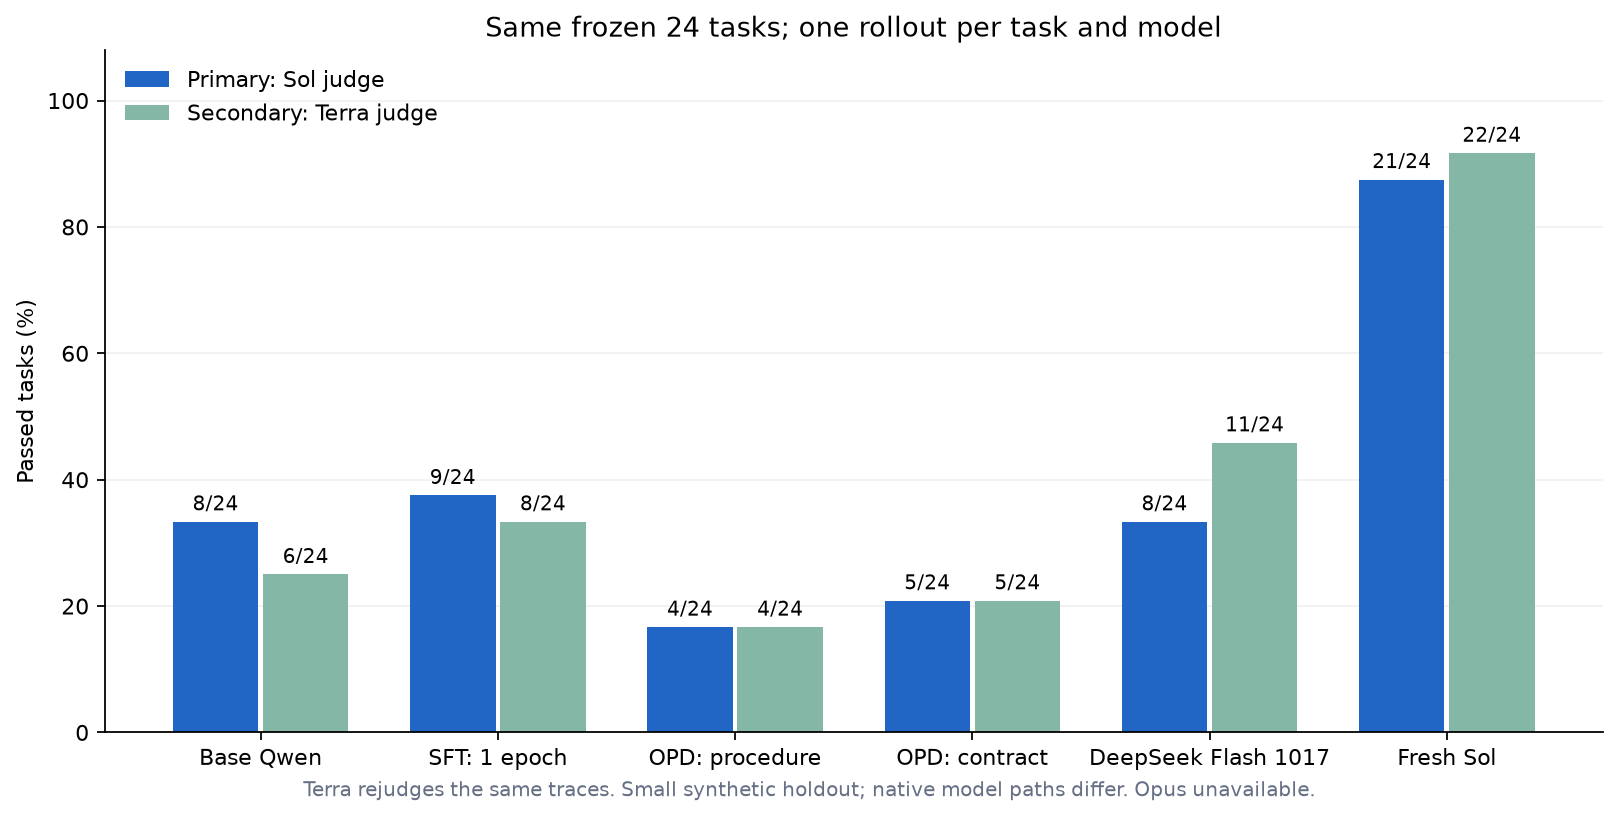 Same frozen 24 tasks; one rollout per task and model
Primary: Sol judge
Secondary: Terra judge
Passed tasks (%)
100
80
60
40
20
0
8/24
6/24
9/24
8/24
4/24
4/24
5/24
5/24
8/24
11/24
21/24
22/24
Base Qwen
SFT: 1 epoch
OPD: procedure
OPD: contract
DeepSeek Flash 1017
Fresh Sol
Terra rejudges the same traces. Small synthetic holdout; native model paths differ. Opus unavailable.